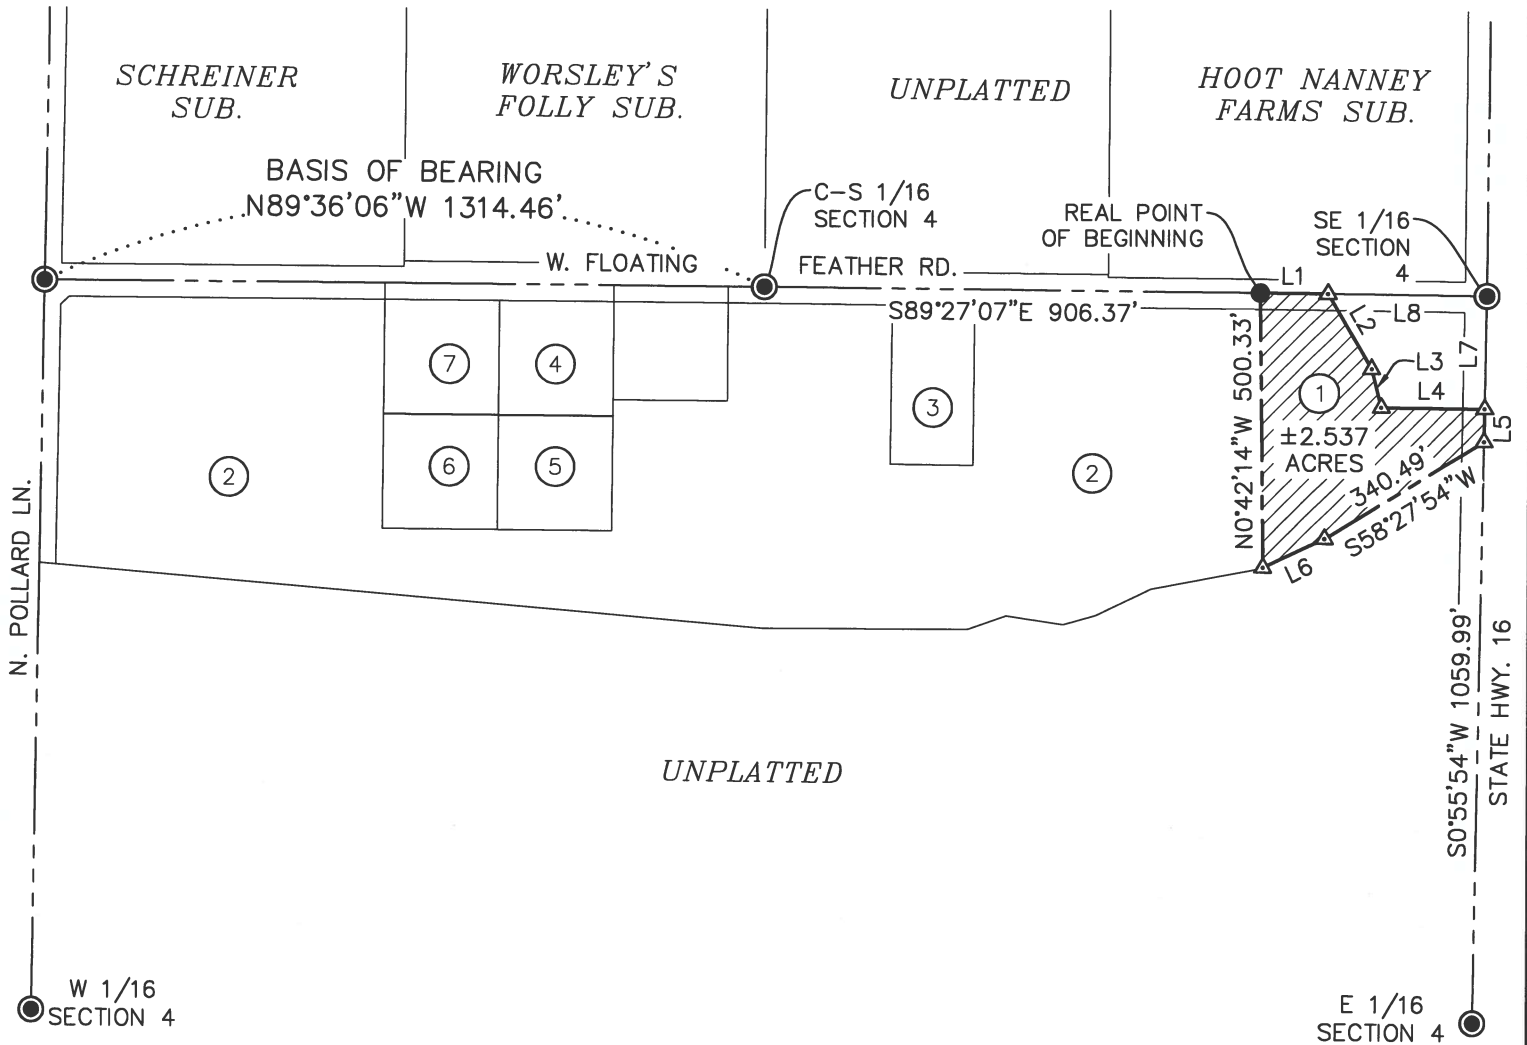 SCHREINER
SUB.
WORSLEY'S
FOLLY SUB.
UNPLATTED
HOOT NANNEY
FARMS SUB.
BASIS OF BEARING
N89°36'06"W 1314.46'
C-S 1/16
SECTION 4
REAL POINT
OF BEGINNING
SE 1/16
SECTION
4
W. FLOATING
FEATHER RD.
L1
S89°27'07"E 906.37'
L2
L8
L7
L3
L4
L5
7
4
3
1
±2.537
ACRES
N0°42'14"W 500.33'
2
6
5
2
340.49'
S58°27'54"W
L6
N. POLLARD LN.
S0°55'54"W 1059.99'
STATE HWY. 16
UNPLATTED
W 1/16
SECTION 4
E 1/16
SECTION 4